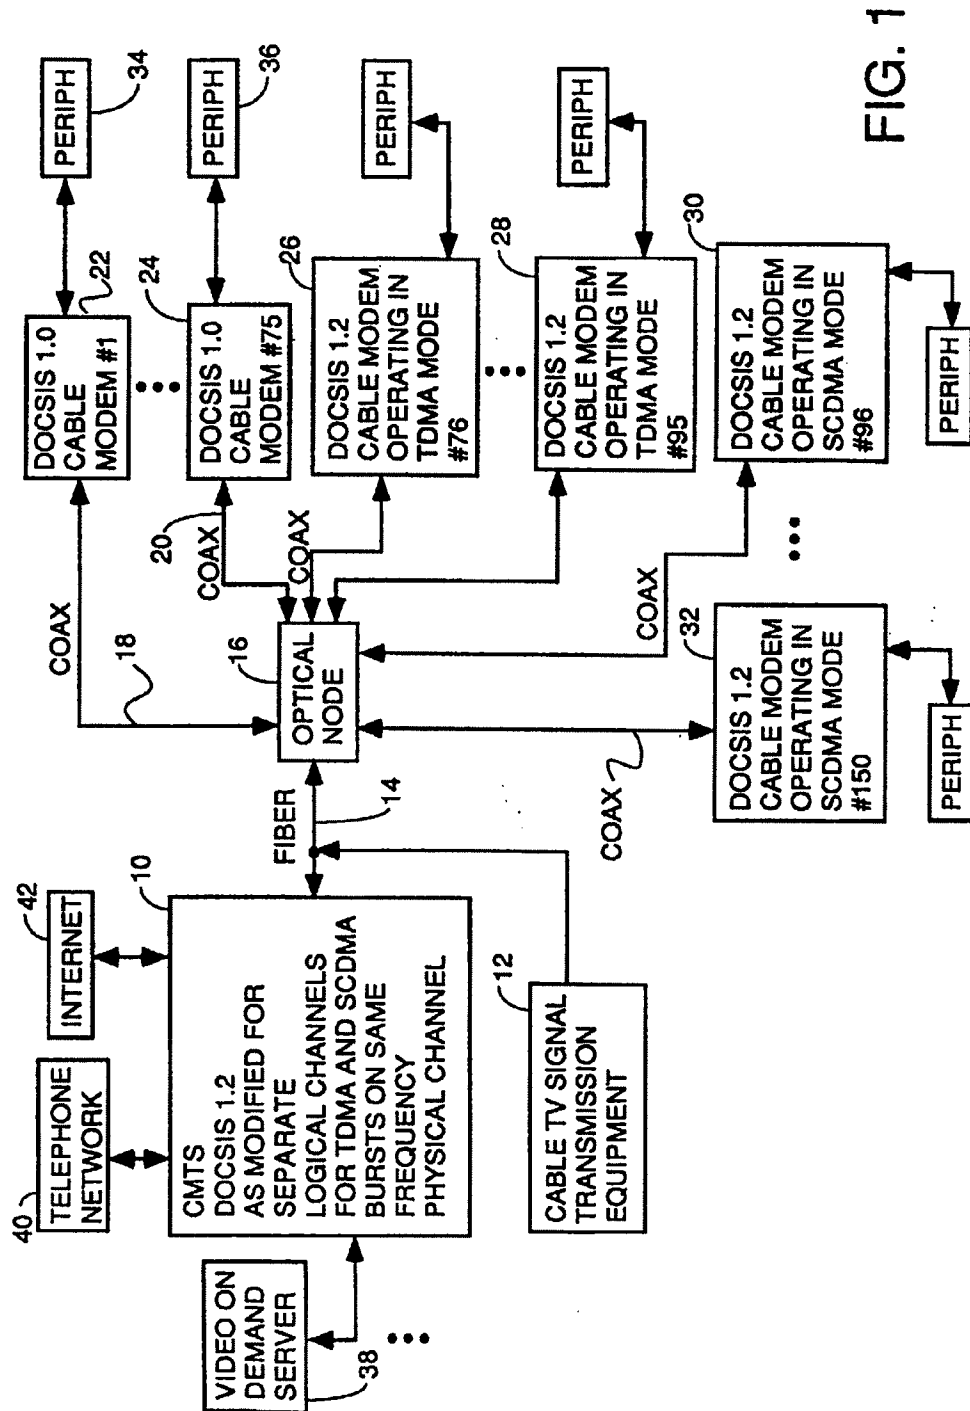 40
TELEPHONE
NETWORK
42
INTERNET
VIDEO ON
DEMAND
SERVER
38
10
CMTS
DOCSIS 1.2
AS MODIFIED FOR
SEPARATE
LOGICAL CHANNELS
FOR TDMA AND SCDMA
BURSTS ON SAME
FREQUENCY
PHYSICAL CHANNEL
12
CABLE TV SIGNAL
TRANSMISSION
EQUIPMENT
FIBER
14
16
OPTICAL
NODE
COAX
18
COAX
20
COAX
COAX
COAX
DOCSIS 1.0
CABLE
MODEM #1
22
PERIPH
34
24
DOCSIS 1.0
CABLE
MODEM #75
PERIPH
36
26
DOCSIS 1.2
CABLE MODEM
OPERATING IN
TDMA MODE
#76
PERIPH
28
DOCSIS 1.2
CABLE MODEM
OPERATING IN
TDMA MODE
#95
PERIPH
30
DOCSIS 1.2
CABLE MODEM
OPERATING IN
SCDMA MODE
#96
PERIPH
32
DOCSIS 1.2
CABLE MODEM
OPERATING IN
SCDMA MODE
#150
PERIPH
FIG. 1